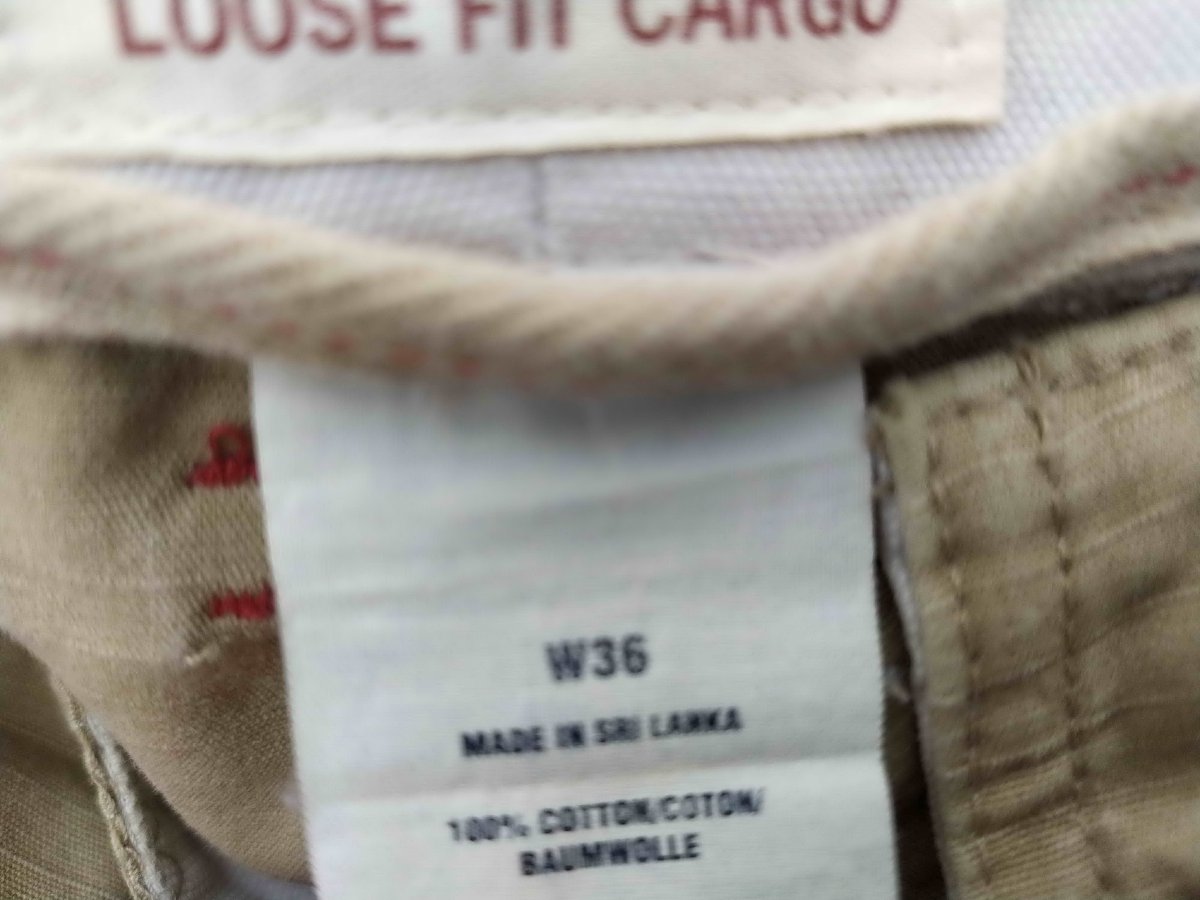 LOOSE FIT CARGO
W36
MADE IN SRI LANKA
100% COTTON/COTON/
BAUMWOLLE